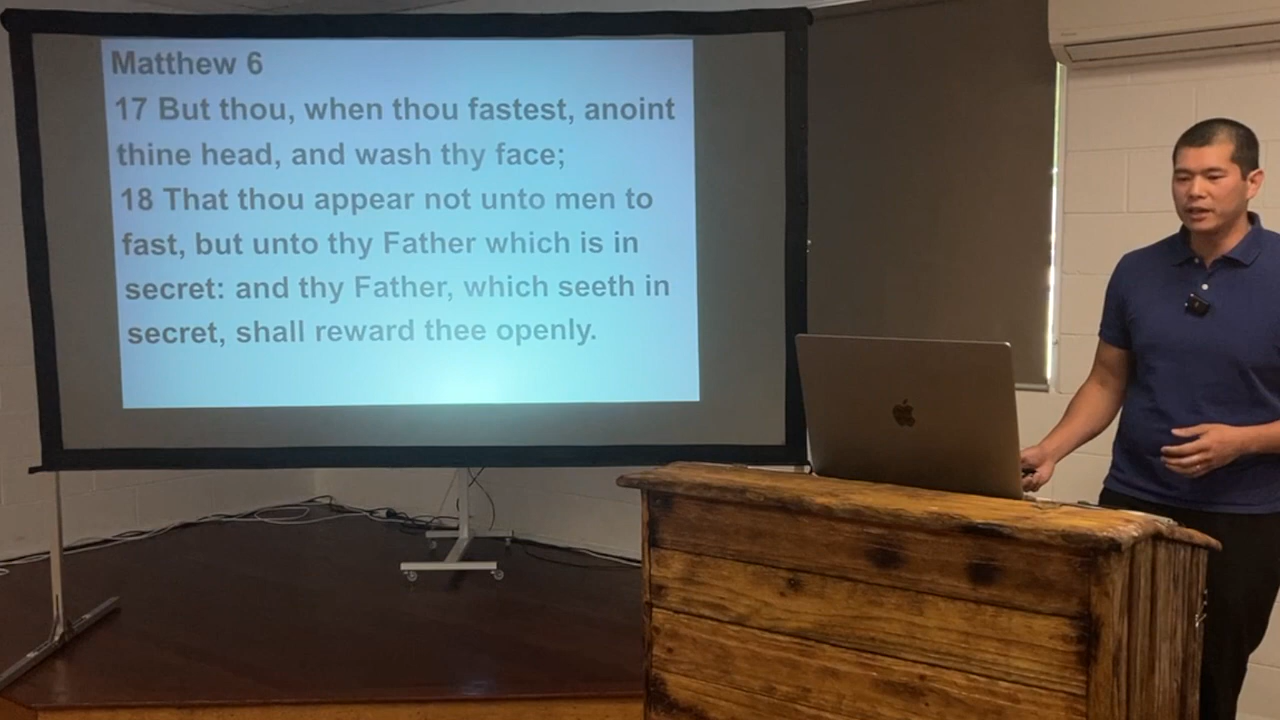 Matthew 6
17 But thou, when thou fastest, anoint
thine head, and wash thy face;
18 That thou appear not unto men to
fast, but unto thy Father which is in
secret: and thy Father, which seeth in
secret, shall reward thee openly.